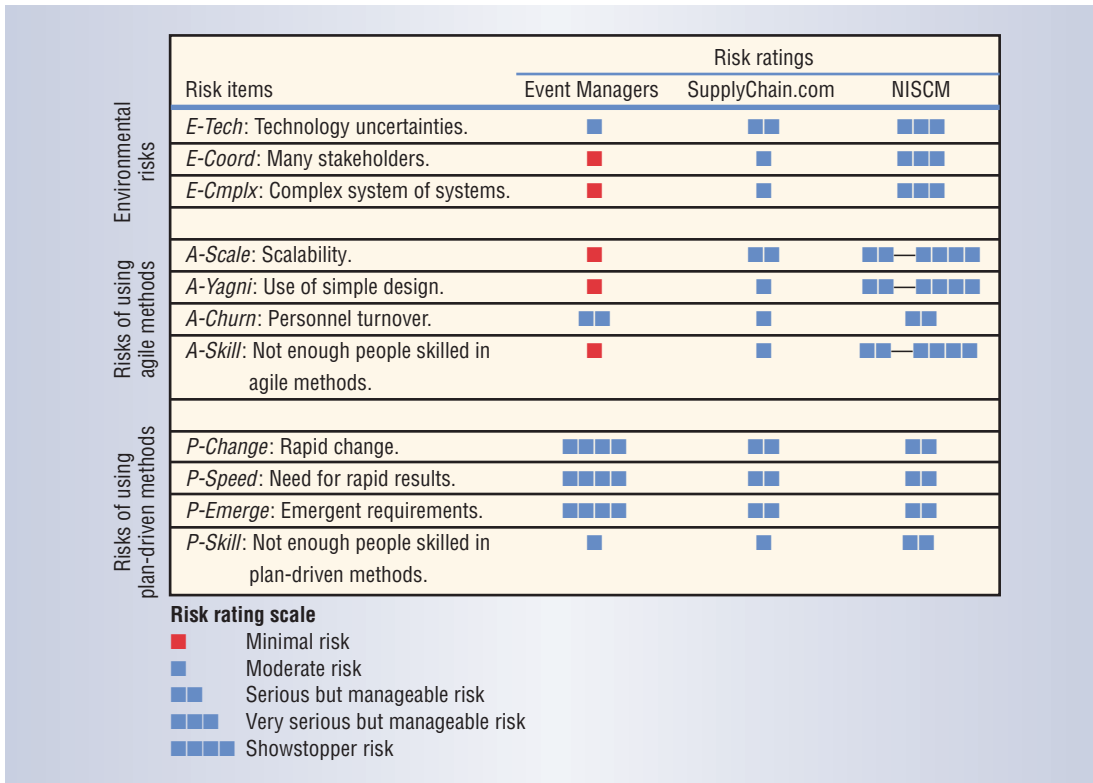 Risk ratings
Risk items Event Managers SupplyChain.com NISCM
Environmental
risks
E-Tech: Technology uncertainties.
E-Coord: Many stakeholders.
E-Cmplx: Complex system of systems.
Risks of using
agile methods
A-Scale: Scalability.
A-Yagni: Use of simple design.
A-Churn: Personnel turnover.
A-Skill: Not enough people skilled in
agile methods.
Risks of using
plan-driven methods
P-Change: Rapid change.
P-Speed: Need for rapid results.
P-Emerge: Emergent requirements.
P-Skill: Not enough people skilled in
plan-driven methods.
Risk rating scale
Minimal risk
Moderate risk
Serious but manageable risk
Very serious but manageable risk
Showstopper risk